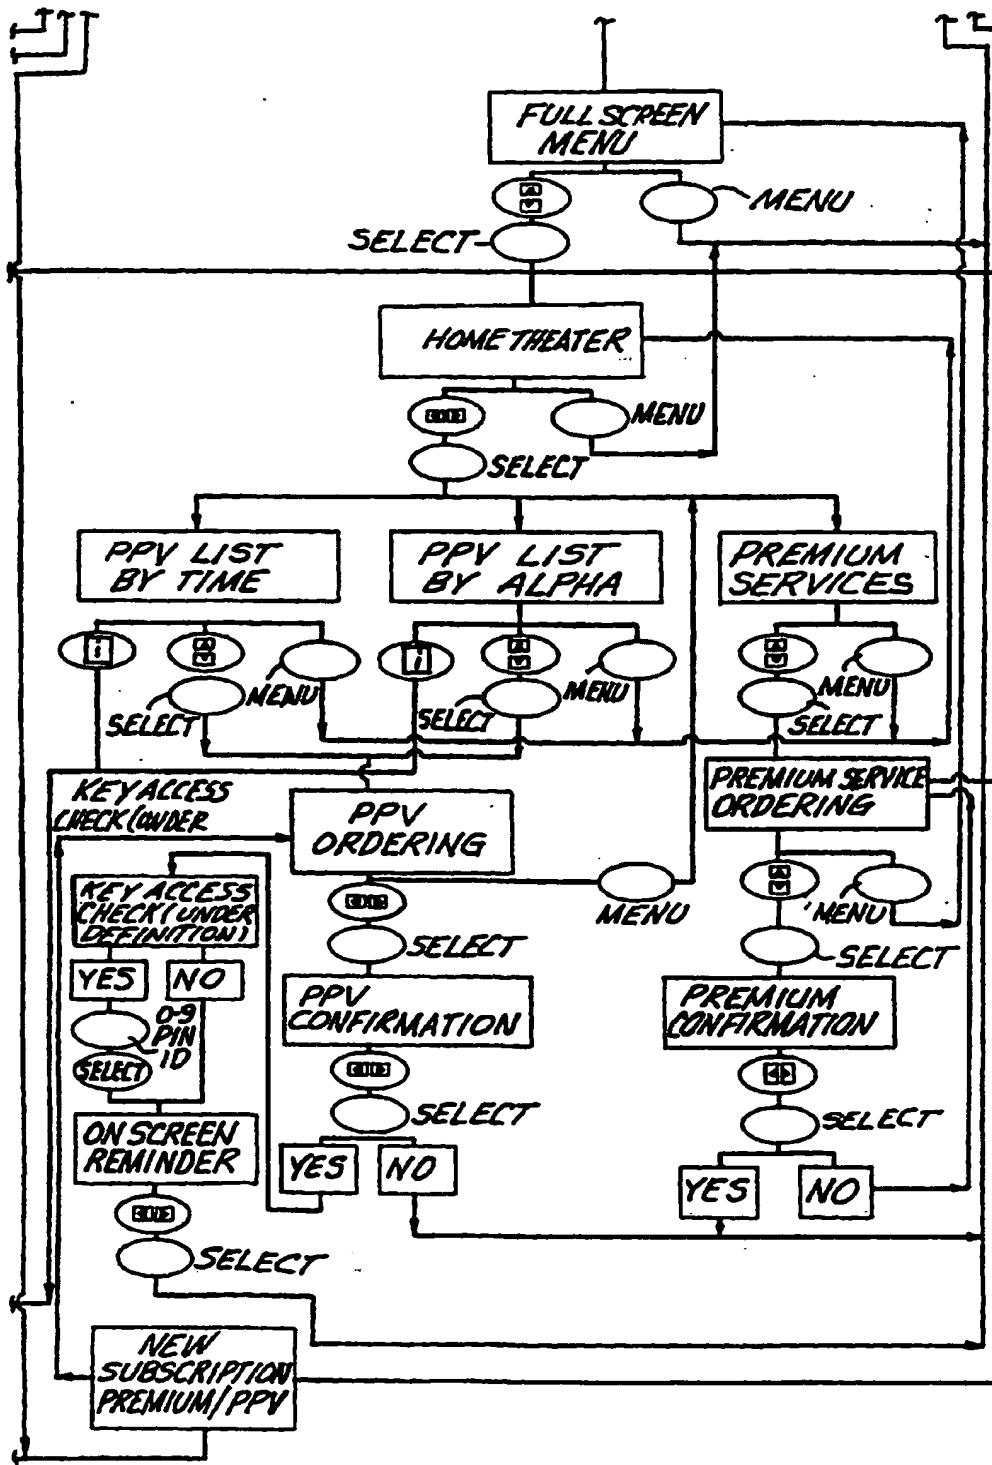 FULL SCREEN
MENU
MENU
SELECT
HOME THEATER
MENU
SELECT
PPV LIST
BY TIME
PPV LIST
BY ALPHA
PREMIUM
SERVICES
i
i
SELECT
MENU
SELECT
MENU
MENU
SELECT
KEY ACCESS
CHECK (UNDER
PPV
ORDERING
PREMIUM SERVICE
ORDERING
KEY ACCESS
CHECK (UNDER
DEFINITION)
MENU
MENU
SELECT
SELECT
YES
NO
0-9
PIN
ID
SELECT
PPV
CONFIRMATION
PREMIUM
CONFIRMATION
SELECT
SELECT
ON SCREEN
REMINDER
YES
NO
YES
NO
SELECT
NEW
SUBSCRIPTION
PREMIUM/PPV